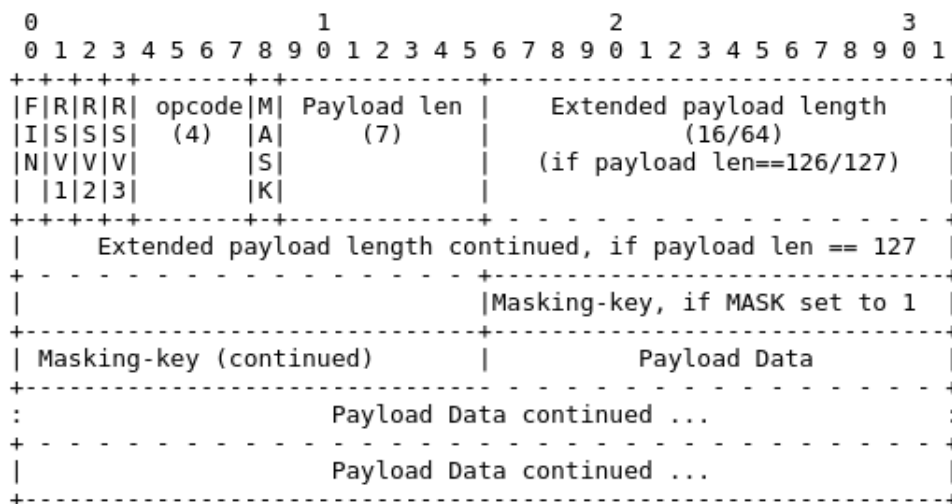 0                   1                   2                   3
 0 1 2 3 4 5 6 7 8 9 0 1 2 3 4 5 6 7 8 9 0 1 2 3 4 5 6 7 8 9 0 1
+-+-+-+-+-------+-+-------------+-------------------------------
|F|R|R|R| opcode|M| Payload len |    Extended payload length
|I|S|S|S|  (4)  |A|     (7)     |             (16/64)
|N|V|V|V|       |S|             |   (if payload len==126/127)
| |1|2|3|       |K|             |
+-+-+-+-+-------+-+-------------+ - - - - - - - - - - - - - - -
|     Extended payload length continued, if payload len == 127
+ - - - - - - - - - - - - - - - +-------------------------------
|                               |Masking-key, if MASK set to 1
+-------------------------------+-------------------------------
| Masking-key (continued)       |          Payload Data
+-------------------------------- - - - - - - - - - - - - - - -
:                     Payload Data continued ...                :
+ - - - - - - - - - - - - - - - - - - - - - - - - - - - - - - -
|                     Payload Data continued ...                |
+---------------------------------------------------------------